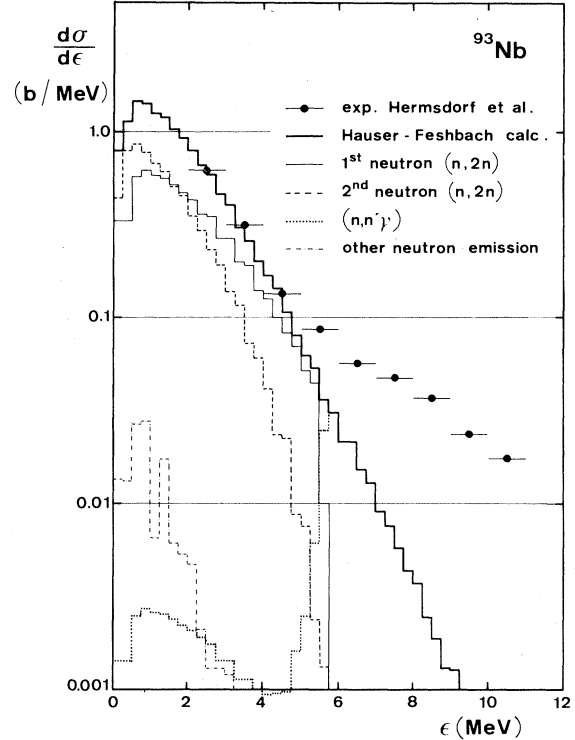 dσ
dϵ
(b/MeV)
⁹³Nb
exp. Hermsdorf et al.
Hauser-Feshbach calc.
1st neutron (n,2n)
2nd neutron (n,2n)
(n,n´γ)
other neutron emission
1.0
0.1
0.01
0.001
0 2 4 6 8 10 12
ϵ(MeV)